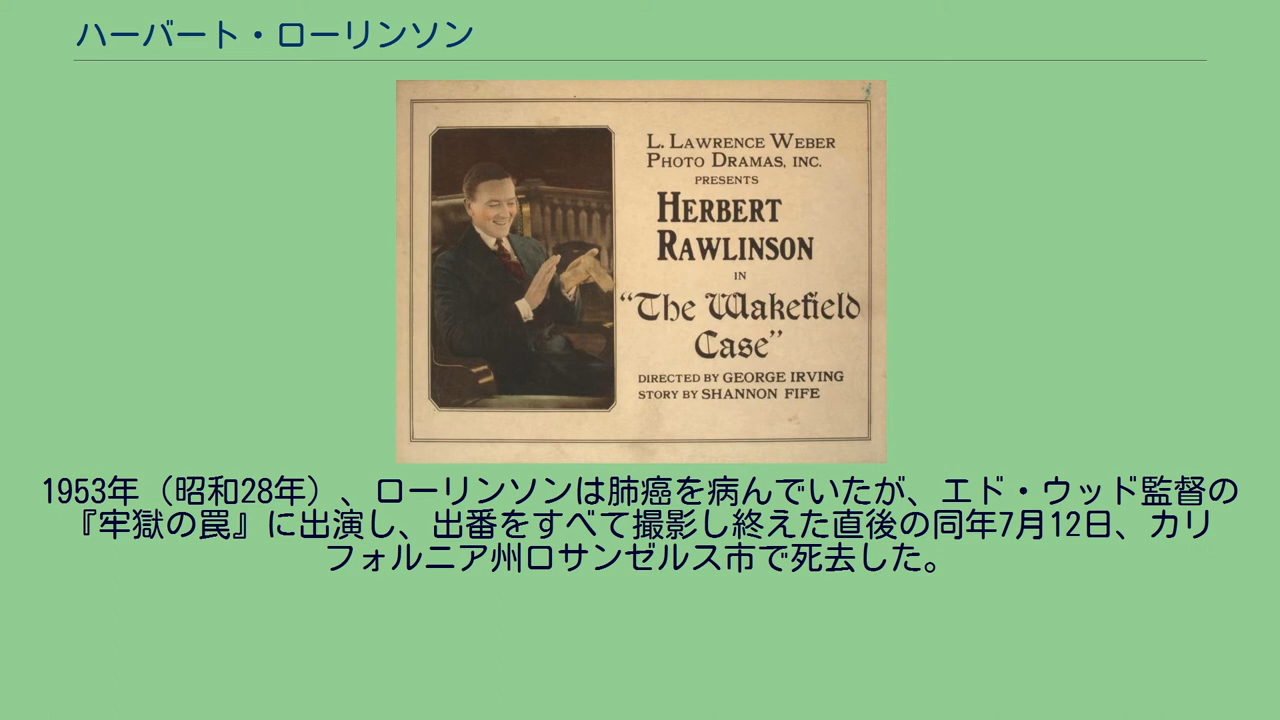 ハーバート・ローリンソン
L. LAWRENCE WEBER
PHOTO DRAMAS, INC.
PRESENTS
HERBERT
RAWLINSON
IN
“The Wakefield
Case”
DIRECTED BY GEORGE IRVING
STORY BY SHANNON FIFE
1953年（昭和28年）、ローリンソンは肺癌を病んでいたが、エド・ウッド監督の
『牢獄の罠』に出演し、出番をすべて撮影し終えた直後の同年7月12日、カリ
フォルニア州ロサンゼルス市で死去した。